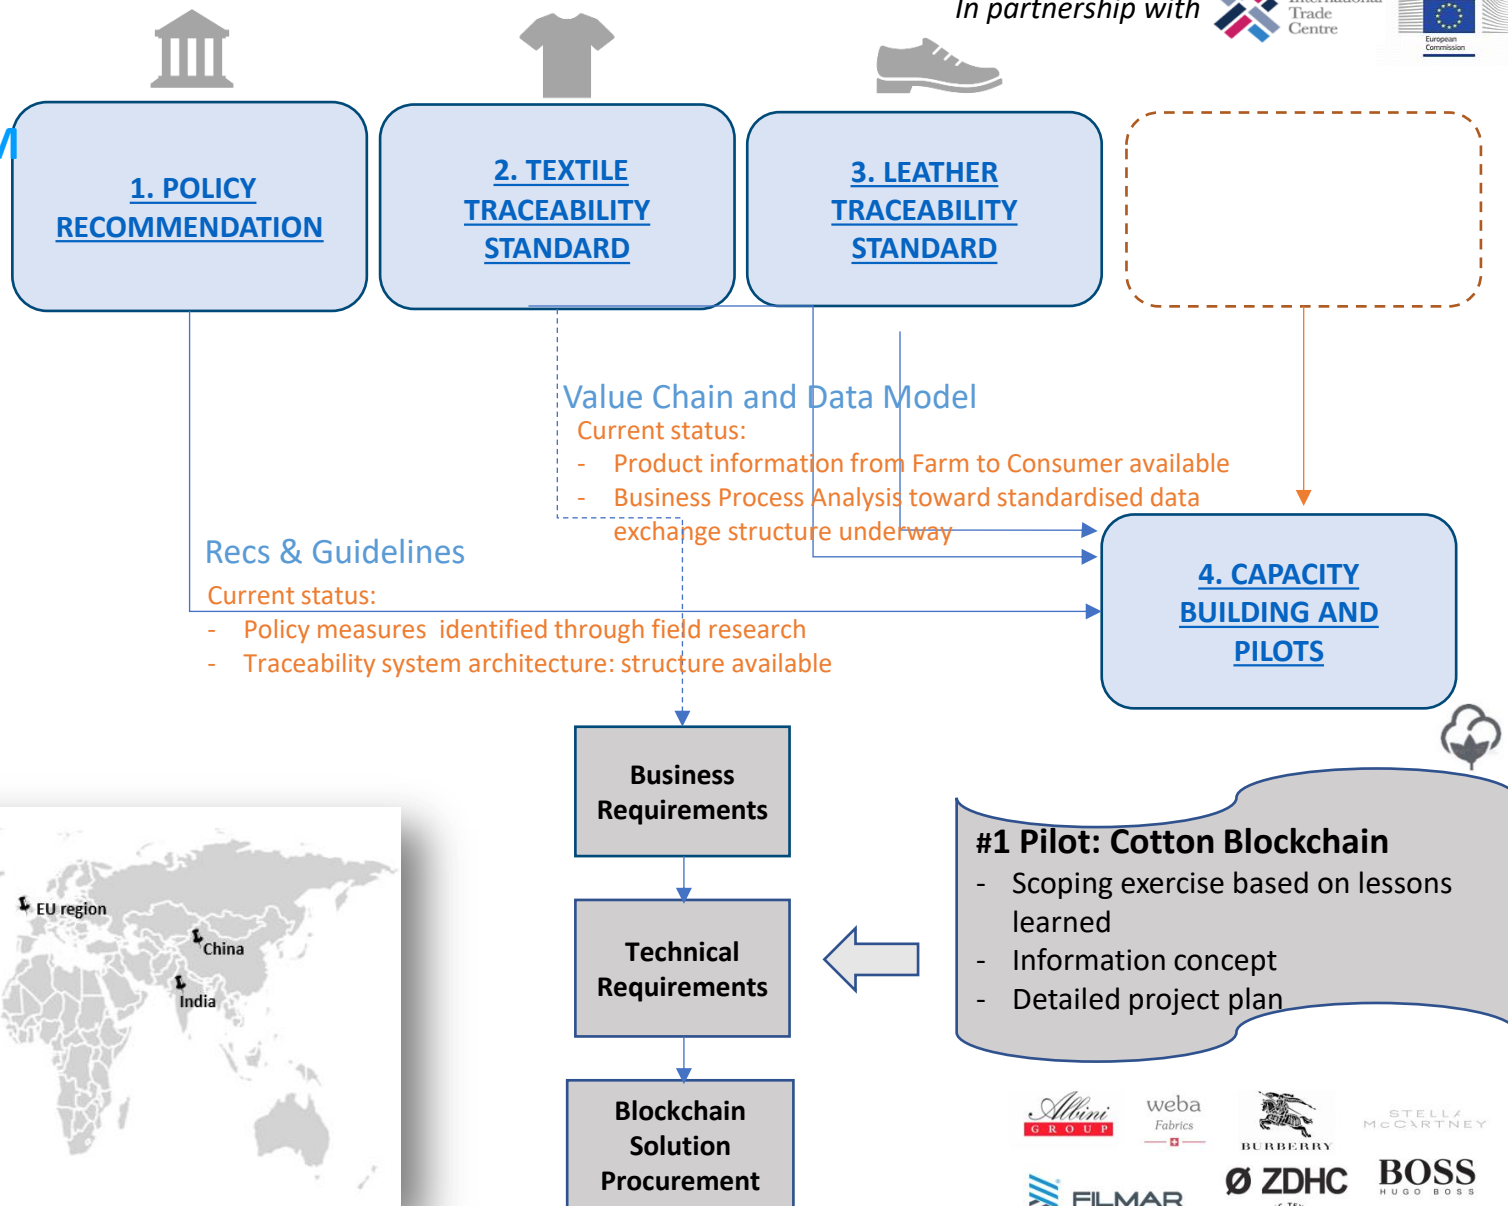 In partnership with
International
Trade
Centre
European
Commission
M
1. POLICY
RECOMMENDATION
2. TEXTILE
TRACEABILITY
STANDARD
3. LEATHER
TRACEABILITY
STANDARD
Value Chain and Data Model
Current status:
- Product information from Farm to Consumer available
- Business Process Analysis toward standardised data
exchange structure underway
Recs & Guidelines
Current status:
- Policy measures identified through field research
- Traceability system architecture: structure available
4. CAPACITY
BUILDING AND
PILOTS
Business
Requirements
Technical
Requirements
Blockchain
Solution
Procurement
#1 Pilot: Cotton Blockchain
- Scoping exercise based on lessons
learned
- Information concept
- Detailed project plan
EU region
China
India
Albini
GROUP
weba
Fabrics
BURBERRY
STELLA
McCARTNEY
FILMAR
ZDHC
BOSS
HUGO BOSS